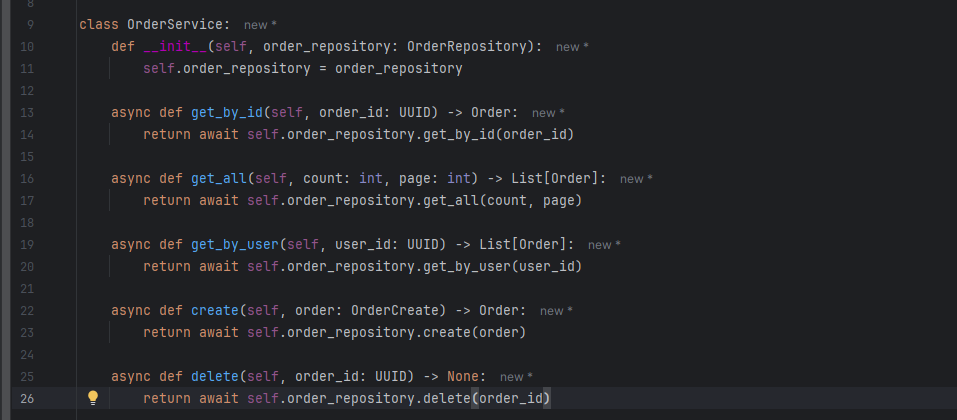 8
9 class OrderService: new *
10 def __init__(self, order_repository: OrderRepository): new *
11 self.order_repository = order_repository
12
13 async def get_by_id(self, order_id: UUID) -> Order: new *
14 return await self.order_repository.get_by_id(order_id)
15
16 async def get_all(self, count: int, page: int) -> List[Order]: new *
17 return await self.order_repository.get_all(count, page)
18
19 async def get_by_user(self, user_id: UUID) -> List[Order]: new *
20 return await self.order_repository.get_by_user(user_id)
21
22 async def create(self, order: OrderCreate) -> Order: new *
23 return await self.order_repository.create(order)
24
25 async def delete(self, order_id: UUID) -> None: new *
26 return await self.order_repository.delete(order_id)